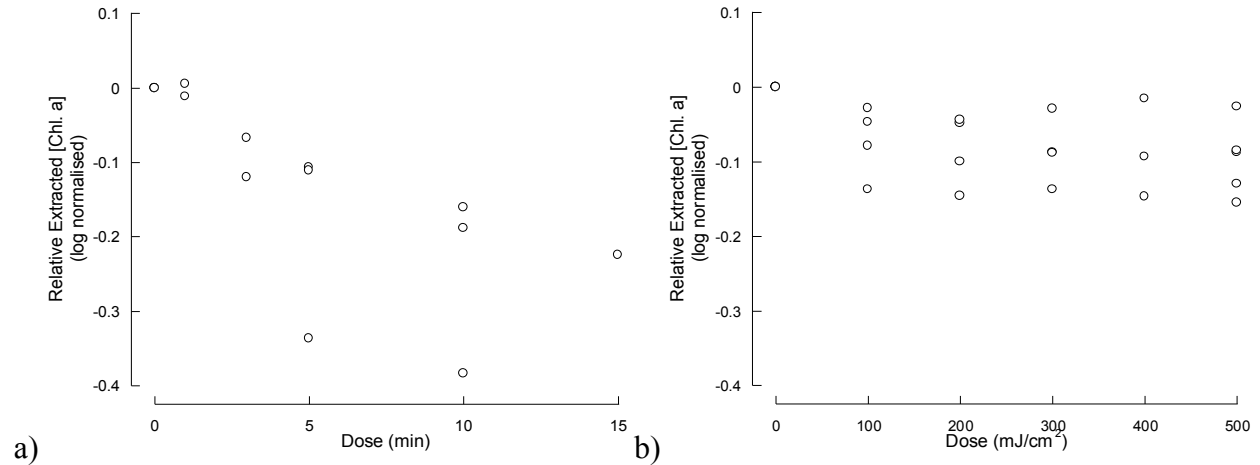 0.1
0
-0.1
-0.2
-0.3
-0.4
Relative Extracted [Chl. a]
(log normalised)
0 5 10 15
Dose (min)
a)
0.1
0
-0.1
-0.2
-0.3
-0.4
Relative Extracted [Chl. a]
(log normalised)
0 100 200 300 400 500
Dose (mJ/cm²)
b)